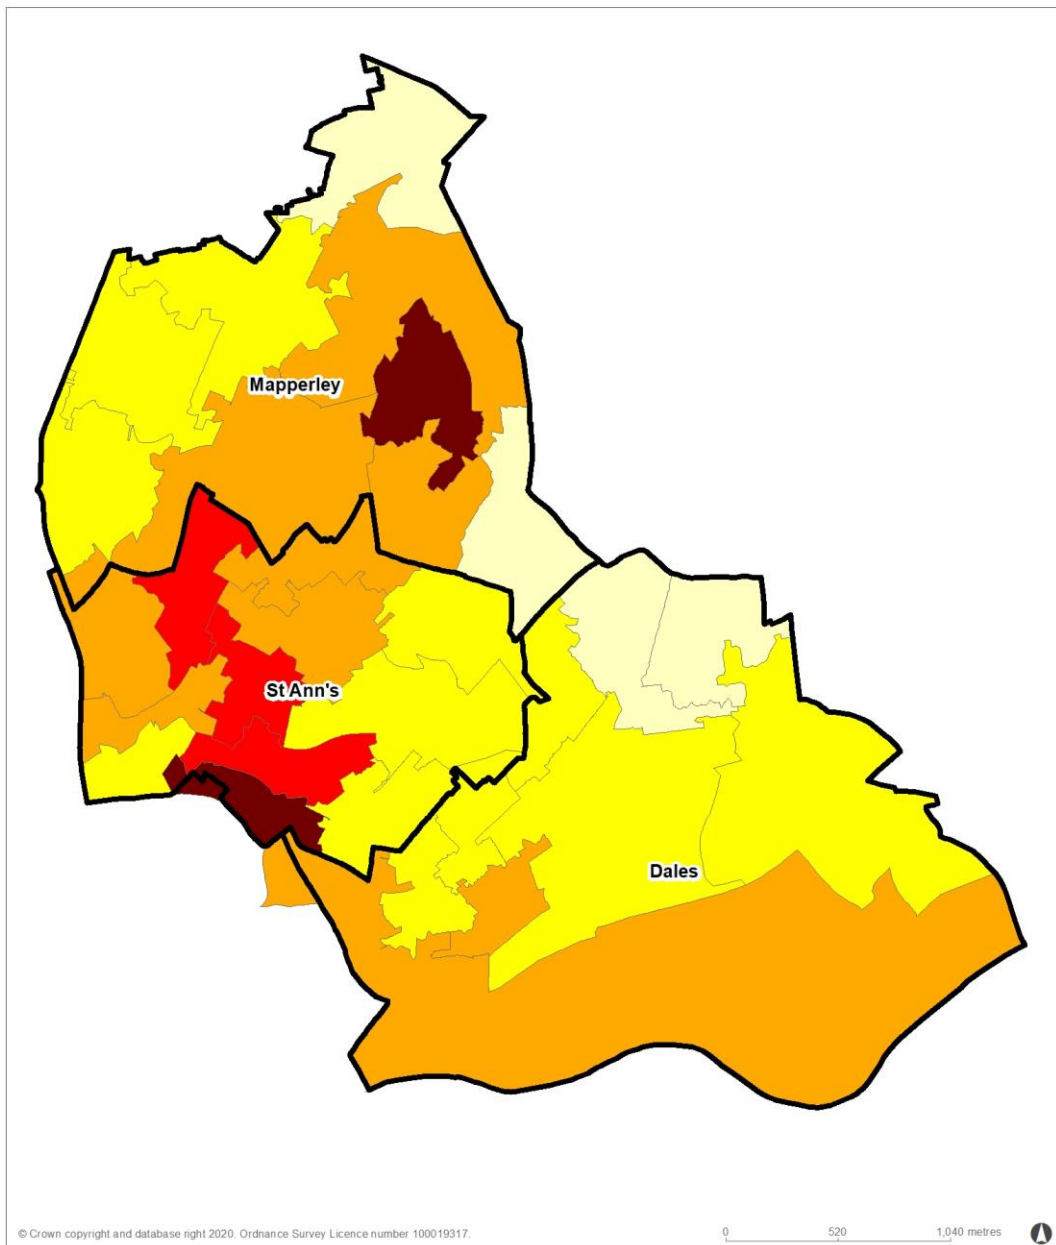 Mapperley
St Ann's
Dales
© Crown copyright and database right 2020. Ordnance Survey Licence number 100019317.
0 520 1,040 metres